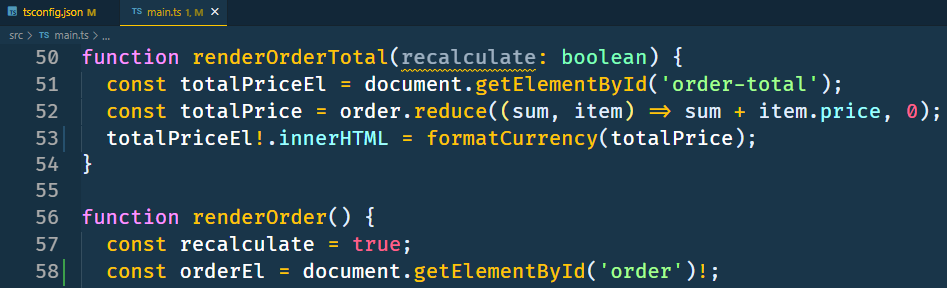 TS tsconfig.json M TS main.ts 1, M ×
src > TS main.ts > ...
50 function renderOrderTotal(recalculate: boolean) {
51 const totalPriceEl = document.getElementById('order-total');
52 const totalPrice = order.reduce((sum, item) => sum + item.price, 0);
53 totalPriceEl!.innerHTML = formatCurrency(totalPrice);
54 }
55
56 function renderOrder() {
57 const recalculate = true;
58 const orderEl = document.getElementById('order')!;